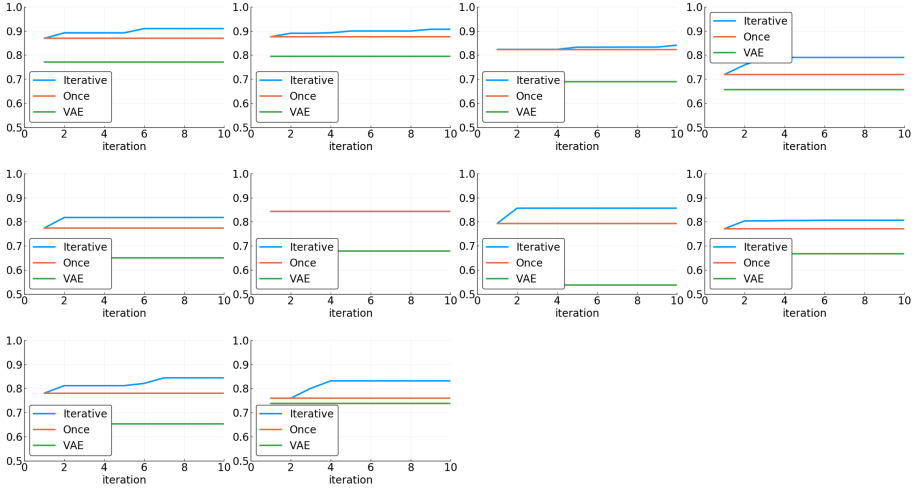 1.0 1.0 1.0 1.0
0.9 0.9 0.9 0.9
0.8 0.8 0.8 0.8
0.7 0.7 0.7 0.7
0.6 0.6 0.6 0.6
0.5 0.5 0.5 0.5
Iterative Iterative Iterative Iterative
Once Once Once Once
VAE VAE VAE VAE
0 2 4 6 8 10 0 2 4 6 8 10 0 2 4 6 8 10 0 2 4 6 8 10
iteration iteration iteration iteration
1.0 1.0 1.0 1.0
0.9 0.9 0.9 0.9
0.8 0.8 0.8 0.8
0.7 0.7 0.7 0.7
0.6 0.6 0.6 0.6
0.5 0.5 0.5 0.5
Iterative Iterative Iterative Iterative
Once Once Once Once
VAE VAE VAE VAE
0 2 4 6 8 10 0 2 4 6 8 10 0 2 4 6 8 10 0 2 4 6 8 10
iteration iteration iteration iteration
1.0 1.0
0.9 0.9
0.8 0.8
0.7 0.7
0.6 0.6
0.5 0.5
Iterative Iterative
Once Once
VAE VAE
0 2 4 6 8 10 0 2 4 6 8 10
iteration iteration